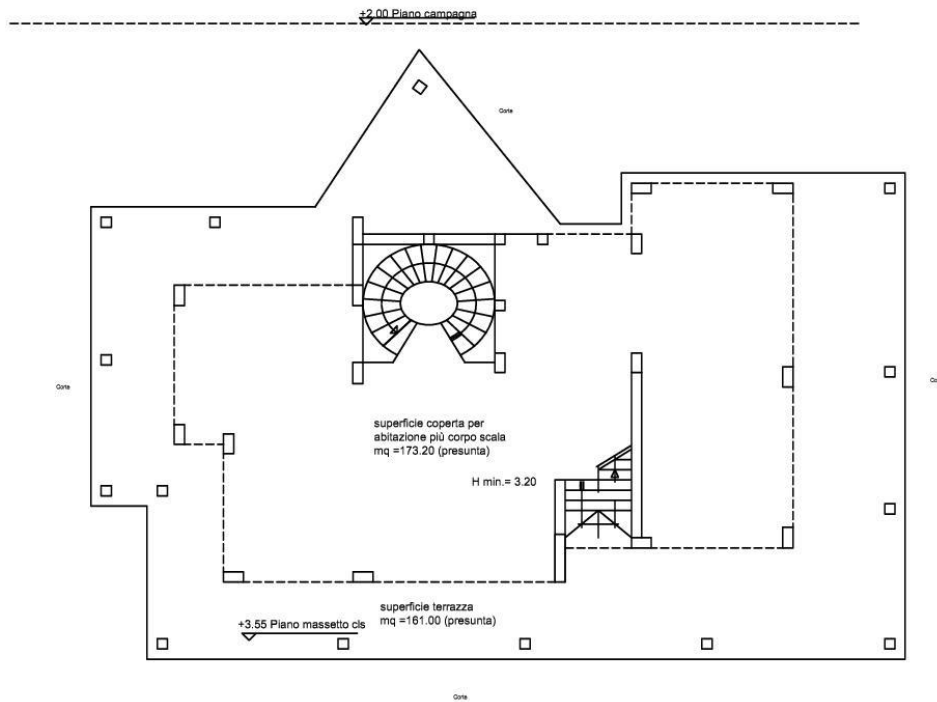 +2.00 Piano campagna
Corte
Corte
superficie coperta per
abitazione più corpo scala
mq =173.20 (presunta)
H min.= 3.20
superficie terrazza
mq =161.00 (presunta)
+3.55 Piano massetto cls
Corte